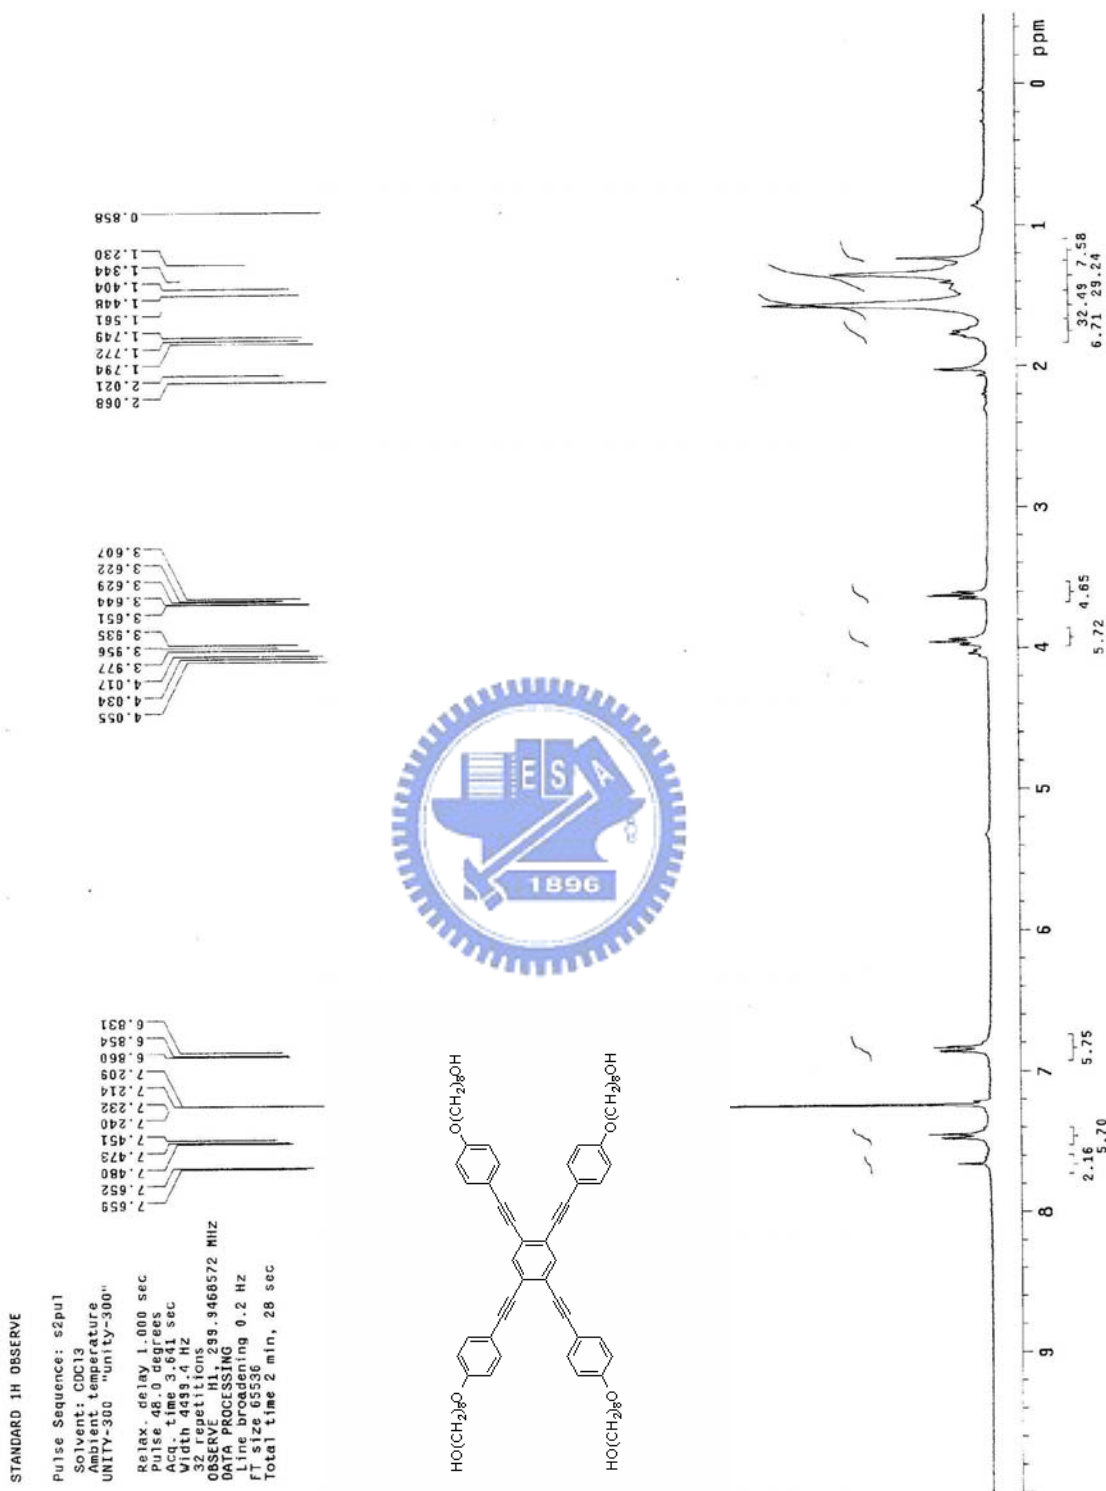 STANDARD 1H OBSERVE
Pulse Sequence: s2pul
Solvent: CDCl3
Ambient temperature
UNITY-300 "unity-300"
Relax. delay 1.000 sec
Pulse 48.0 degrees
Acq. time 3.641 sec
Width 4499.4 Hz
32 repetitions
OBSERVE H1, 299.9468572 MHz
DATA PROCESSING
Line broadening 0.2 Hz
FT size 65536
Total time 2 min, 28 sec
7.659
7.652
7.480
7.473
7.451
7.240
7.232
7.214
7.209
6.860
6.854
6.831
4.055
4.034
4.017
3.977
3.956
3.935
3.651
3.644
3.629
3.622
3.607
2.068
2.021
1.794
1.772
1.749
1.561
1.448
1.404
1.344
1.230
0.858
HO(CH2)8O
O(CH2)8OH
HO(CH2)8O
O(CH2)8OH
E S A
1896
9 8 7 6 5 4 3 2 1 0 ppm
2.16
5.70
5.75
5.72
4.65
6.71
32.49
29.24
7.58